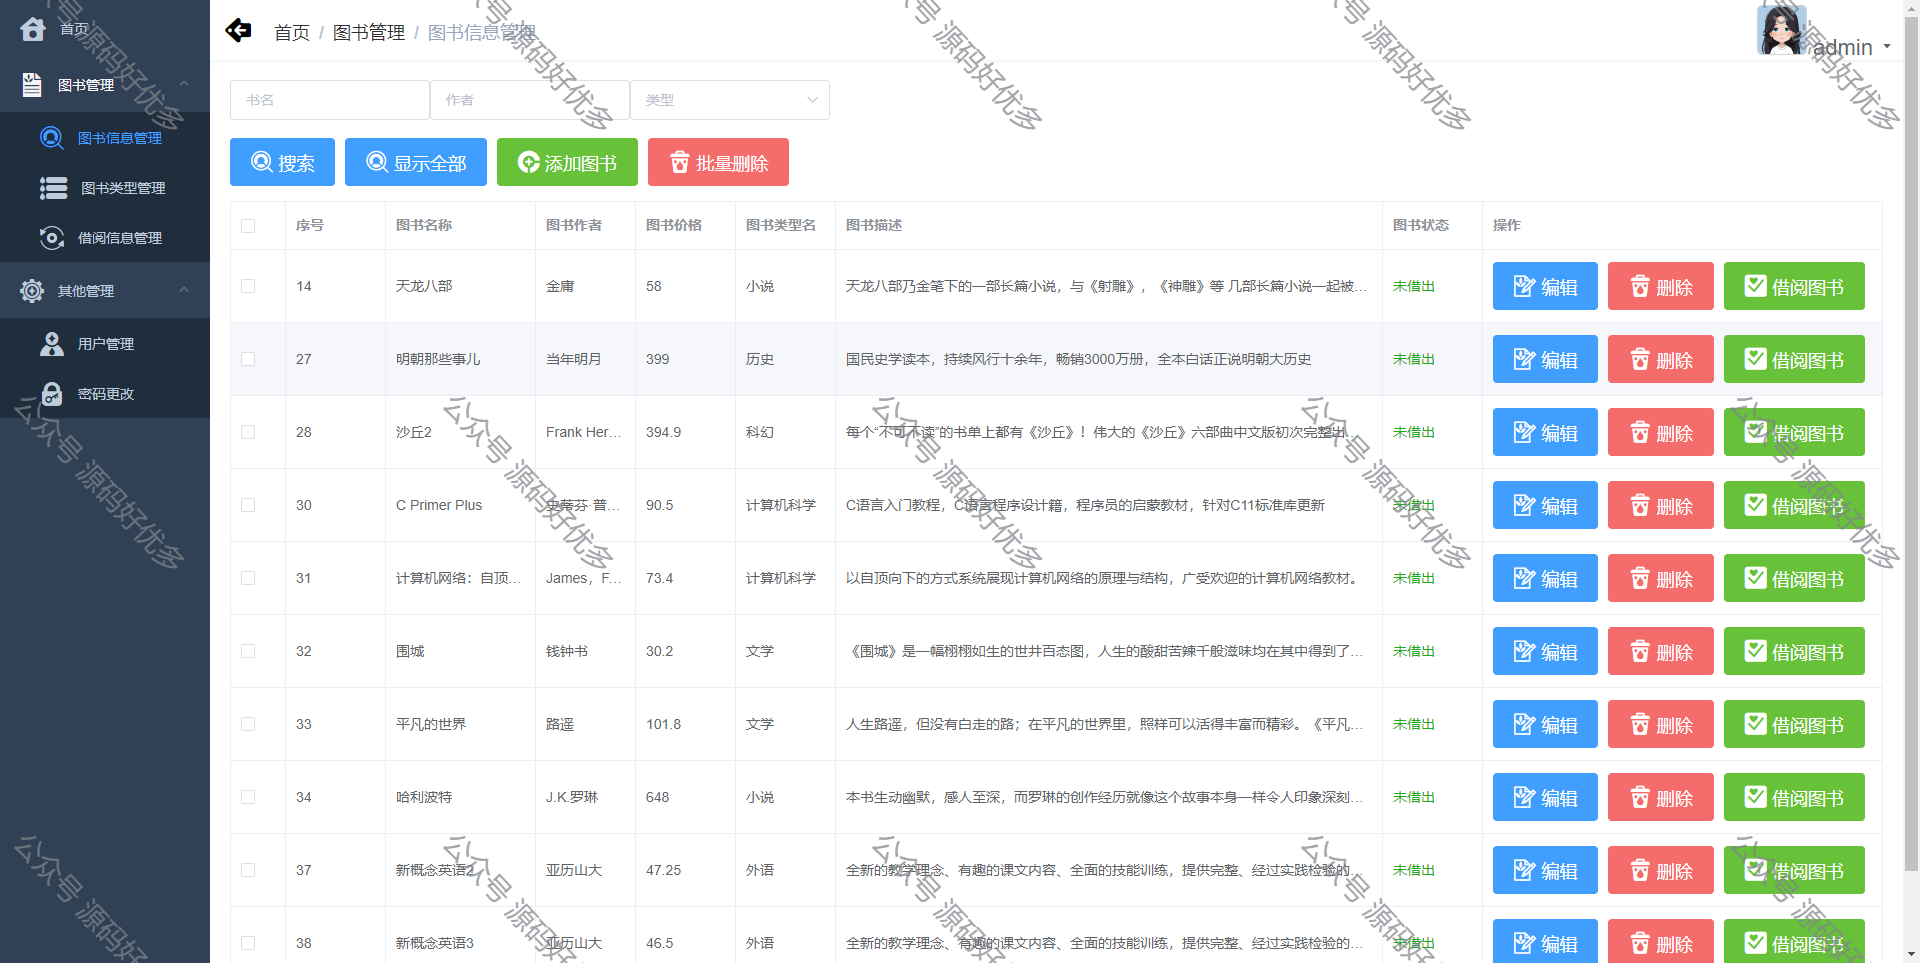 首页
图书管理
图书信息管理
图书类型管理
借阅信息管理
其他管理
用户管理
密码更改
首页 / 图书管理 / 图书信息管理
admin
书名 作者 类型
搜索 显示全部 添加图书 批量删除
序号 图书名称 图书作者 图书价格 图书类型名 图书描述 图书状态 操作
14 天龙八部 金庸 58 小说 天龙八部乃金笔下的一部长篇小说，与《射雕》，《神雕》等 几部长篇小说一起被… 未借出 编辑 删除 借阅图书
27 明朝那些事儿 当年明月 399 历史 国民史学读本，持续风行十余年，畅销3000万册，全本白话正说明朝大历史 未借出 编辑 删除 借阅图书
28 沙丘2 Frank Her… 394.9 科幻 每个“不可不读”的书单上都有《沙丘》！伟大的《沙丘》六部曲中文版初次完整出… 未借出 编辑 删除 借阅图书
30 C Primer Plus 史蒂芬·普… 90.5 计算机科学 C语言入门教程，C语言程序设计籍，程序员的启蒙教材，针对C11标准库更新 未借出 编辑 删除 借阅图书
31 计算机网络：自顶… James，F… 73.4 计算机科学 以自顶向下的方式系统展现计算机网络的原理与结构，广受欢迎的计算机网络教材。 未借出 编辑 删除 借阅图书
32 围城 钱钟书 30.2 文学 《围城》是一幅栩栩如生的世井百态图，人生的酸甜苦辣千般滋味均在其中得到了… 未借出 编辑 删除 借阅图书
33 平凡的世界 路遥 101.8 文学 人生路遥，但没有白走的路；在平凡的世界里，照样可以活得丰富而精彩。《平凡… 未借出 编辑 删除 借阅图书
34 哈利波特 J.K.罗琳 648 小说 本书生动幽默，感人至深，而罗琳的创作经历就像这个故事本身一样令人印象深刻… 未借出 编辑 删除 借阅图书
37 新概念英语2 亚历山大 47.25 外语 全新的教学理念、有趣的课文内容、全面的技能训练，提供完整、经过实践检验的… 未借出 编辑 删除 借阅图书
38 新概念英语3 亚历山大 46.5 外语 全新的教学理念、有趣的课文内容、全面的技能训练，提供完整、经过实践检验的… 未借出 编辑 删除 借阅图书
公众号 源码好优多